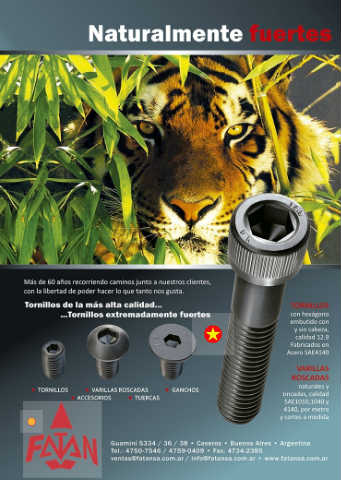 Naturalmente fuertes
Más de 60 años recorriendo caminos junto a nuestros clientes,
con la libertad de poder hacer lo que tanto nos gusta.
Tornillos de la más alta calidad...
...Tornillos extremadamente fuertes
TORNILLOS
con hexágono
embutido con
y sin cabeza,
calidad 12.9
Fabricados en
Acero SAE4140
VARILLAS
ROSCADAS
naturales y
torneadas, calidad
SAE1010,1040 y
4140, por metro
y cortes a medida
TORNILLOS
VARILLAS ROSCADAS
GANCHOS
ACCESORIOS
TUERCAS
FATAN
Guamini 5334 / 36 / 38 • Caseros • Buenos Aires • Argentina
Tel.: 4750-7546 / 4759-0409 • Fax. 4734-2385
ventas@fatansa.com.ar / info@fatansa.com.ar • www.fatansa.com.ar